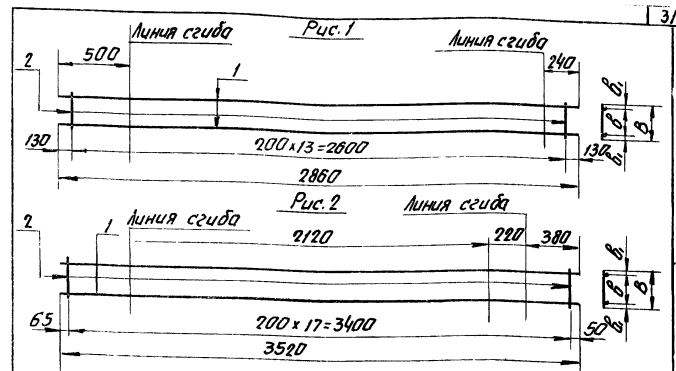 31
Линия сгиба
Рис. 1
Линия сгиба
2
500
1
240
в₁
в
В
в₁
130
200 х 13 = 2600
130
2860
Рис. 2
2
1
Линия сгиба
Линия сгиба
2120
220
380
в₁
в
В
в₁
65
200 х 17 = 3400
50
3520